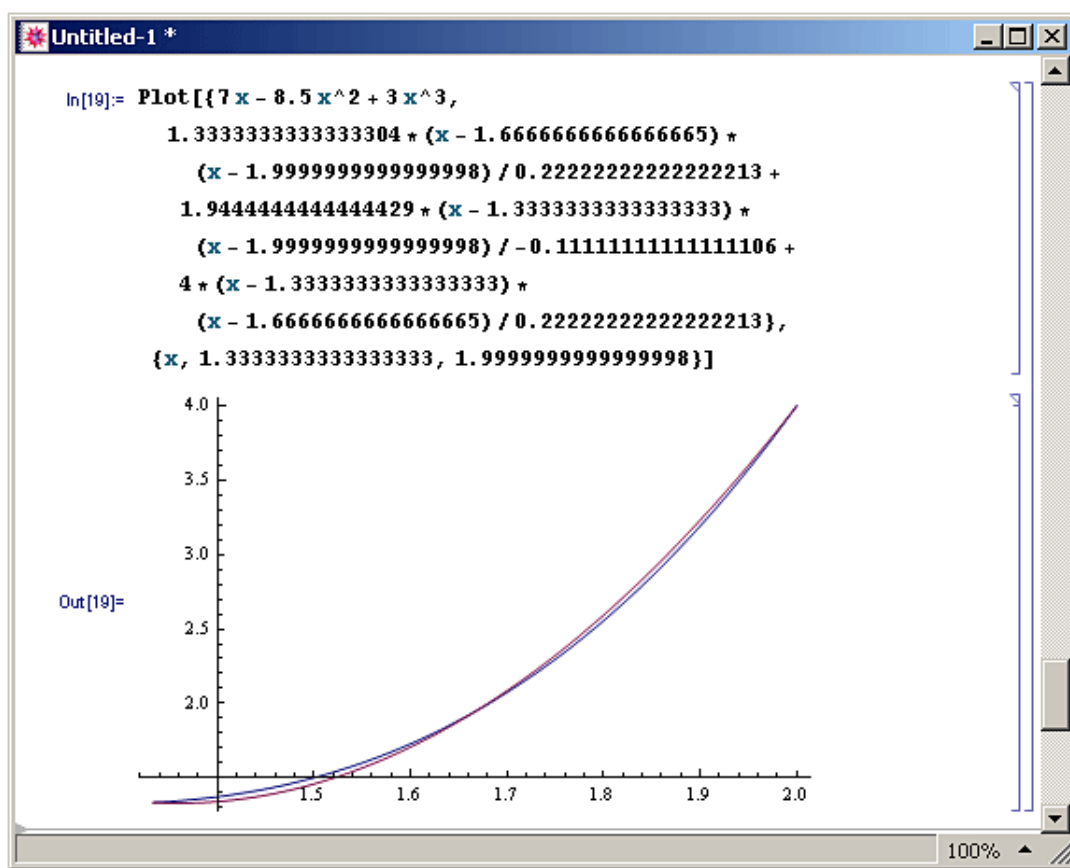 Untitled-1 *
In[19]:= Plot[{7 x - 8.5 x^2 + 3 x^3,
1.3333333333333304 * (x - 1.6666666666666665) *
(x - 1.9999999999999998) / 0.22222222222222213 +
1.9444444444444429 * (x - 1.3333333333333333) *
(x - 1.9999999999999998) / -0.11111111111111106 +
4 * (x - 1.3333333333333333) *
(x - 1.6666666666666665) / 0.22222222222222213},
{x, 1.3333333333333333, 1.9999999999999998}]
4.0
3.5
3.0
Out[19]=
2.5
2.0
1.5 1.6 1.7 1.8 1.9 2.0
100%